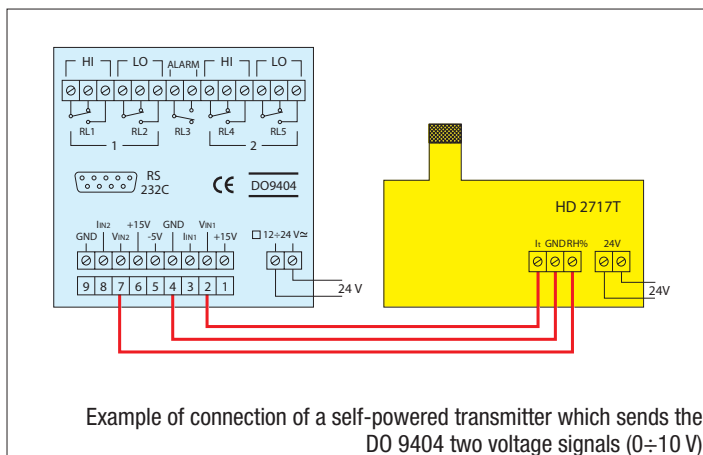 HI LO ALARM HI LO
RL1 RL2 RL3 RL4 RL5
1 2
RS
232C
CE DO9404
IIN2 +15V GND VIN1
GND VIN2 -5V IIN1 +15V
12÷24 V≃
9 8 7 6 5 4 3 2 1
24 V
HD 2717T
It GND RH% 24V
24V
Example of connection of a self-powered transmitter which sends the
DO 9404 two voltage signals (0÷10 V)